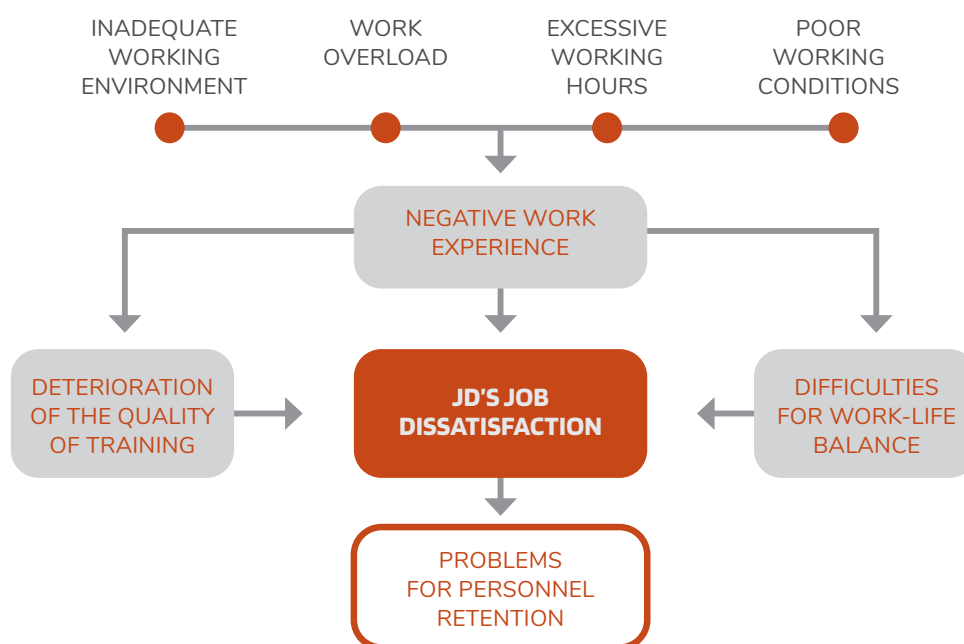 INADEQUATE
WORKING
ENVIRONMENT
WORK
OVERLOAD
EXCESSIVE
WORKING
HOURS
POOR
WORKING
CONDITIONS
NEGATIVE WORK
EXPERIENCE
DETERIORATION
OF THE QUALITY
OF TRAINING
JD'S JOB
DISSATISFACTION
DIFFICULTIES
FOR WORK-LIFE
BALANCE
PROBLEMS
FOR PERSONNEL
RETENTION